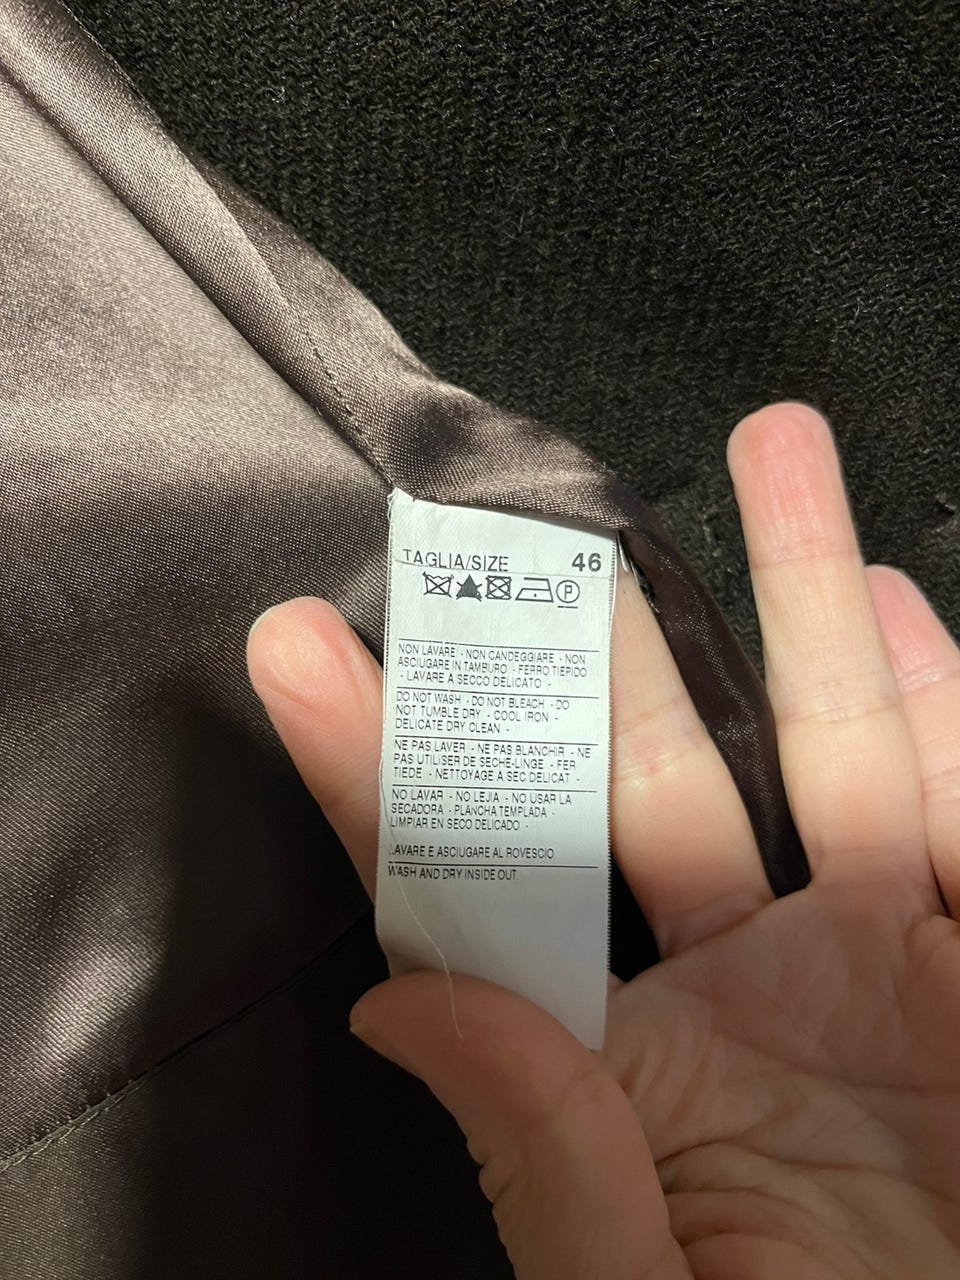 TAGLIA/SIZE 46
P
NON LAVARE - NON CANDEGGIARE - NON
ASCIUGARE IN TAMBURO - FERRO TIEPIDO
- LAVARE A SECCO DELICATO -
DO NOT WASH - DO NOT BLEACH - DO
NOT TUMBLE DRY - COOL IRON -
DELICATE DRY CLEAN -
NE PAS LAVER - NE PAS BLANCHIR - NE
PAS UTILISER DE SECHE-LINGE - FER
TIEDE - NETTOYAGE A SEC DELICAT -
NO LAVAR - NO LEJIA - NO USAR LA
SECADORA - PLANCHA TEMPLADA -
LIMPIAR EN SECO DELICADO -
LAVARE E ASCIUGARE AL ROVESCIO
WASH AND DRY INSIDE OUT